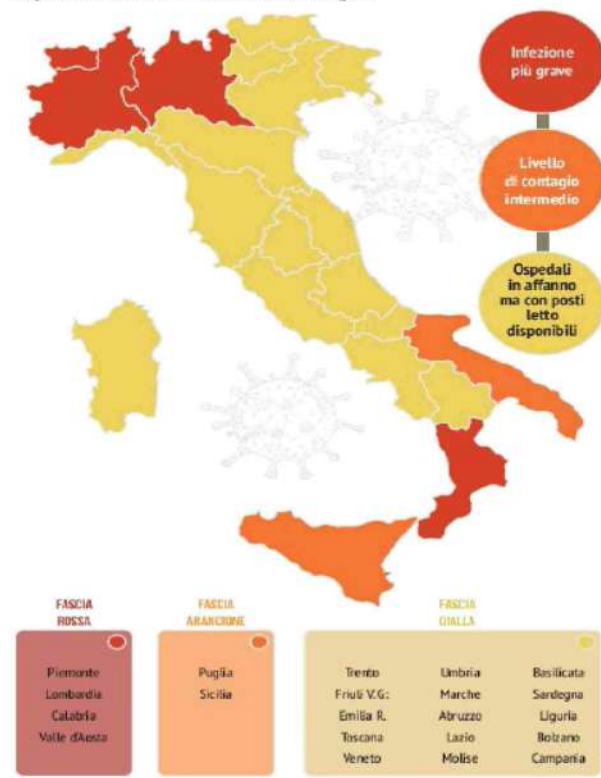 Infezione
più grave
Livello
di contagio
intermedio
Ospedali
in affanno
ma con posti
letto
disponibili
FASCIA
ROSSA
Piemonte
Lombardia
Calabria
Valle d'Aosta
FASCIA
ARANCIONE
Puglia
Sicilia
FASCIA
GIALLA
Trento
Friuli V.G:
Emilia R.
Toscana
Veneto
Umbria
Marche
Abruzzo
Lazio
Molise
Basilicata
Sardegna
Liguria
Bolzano
Campania